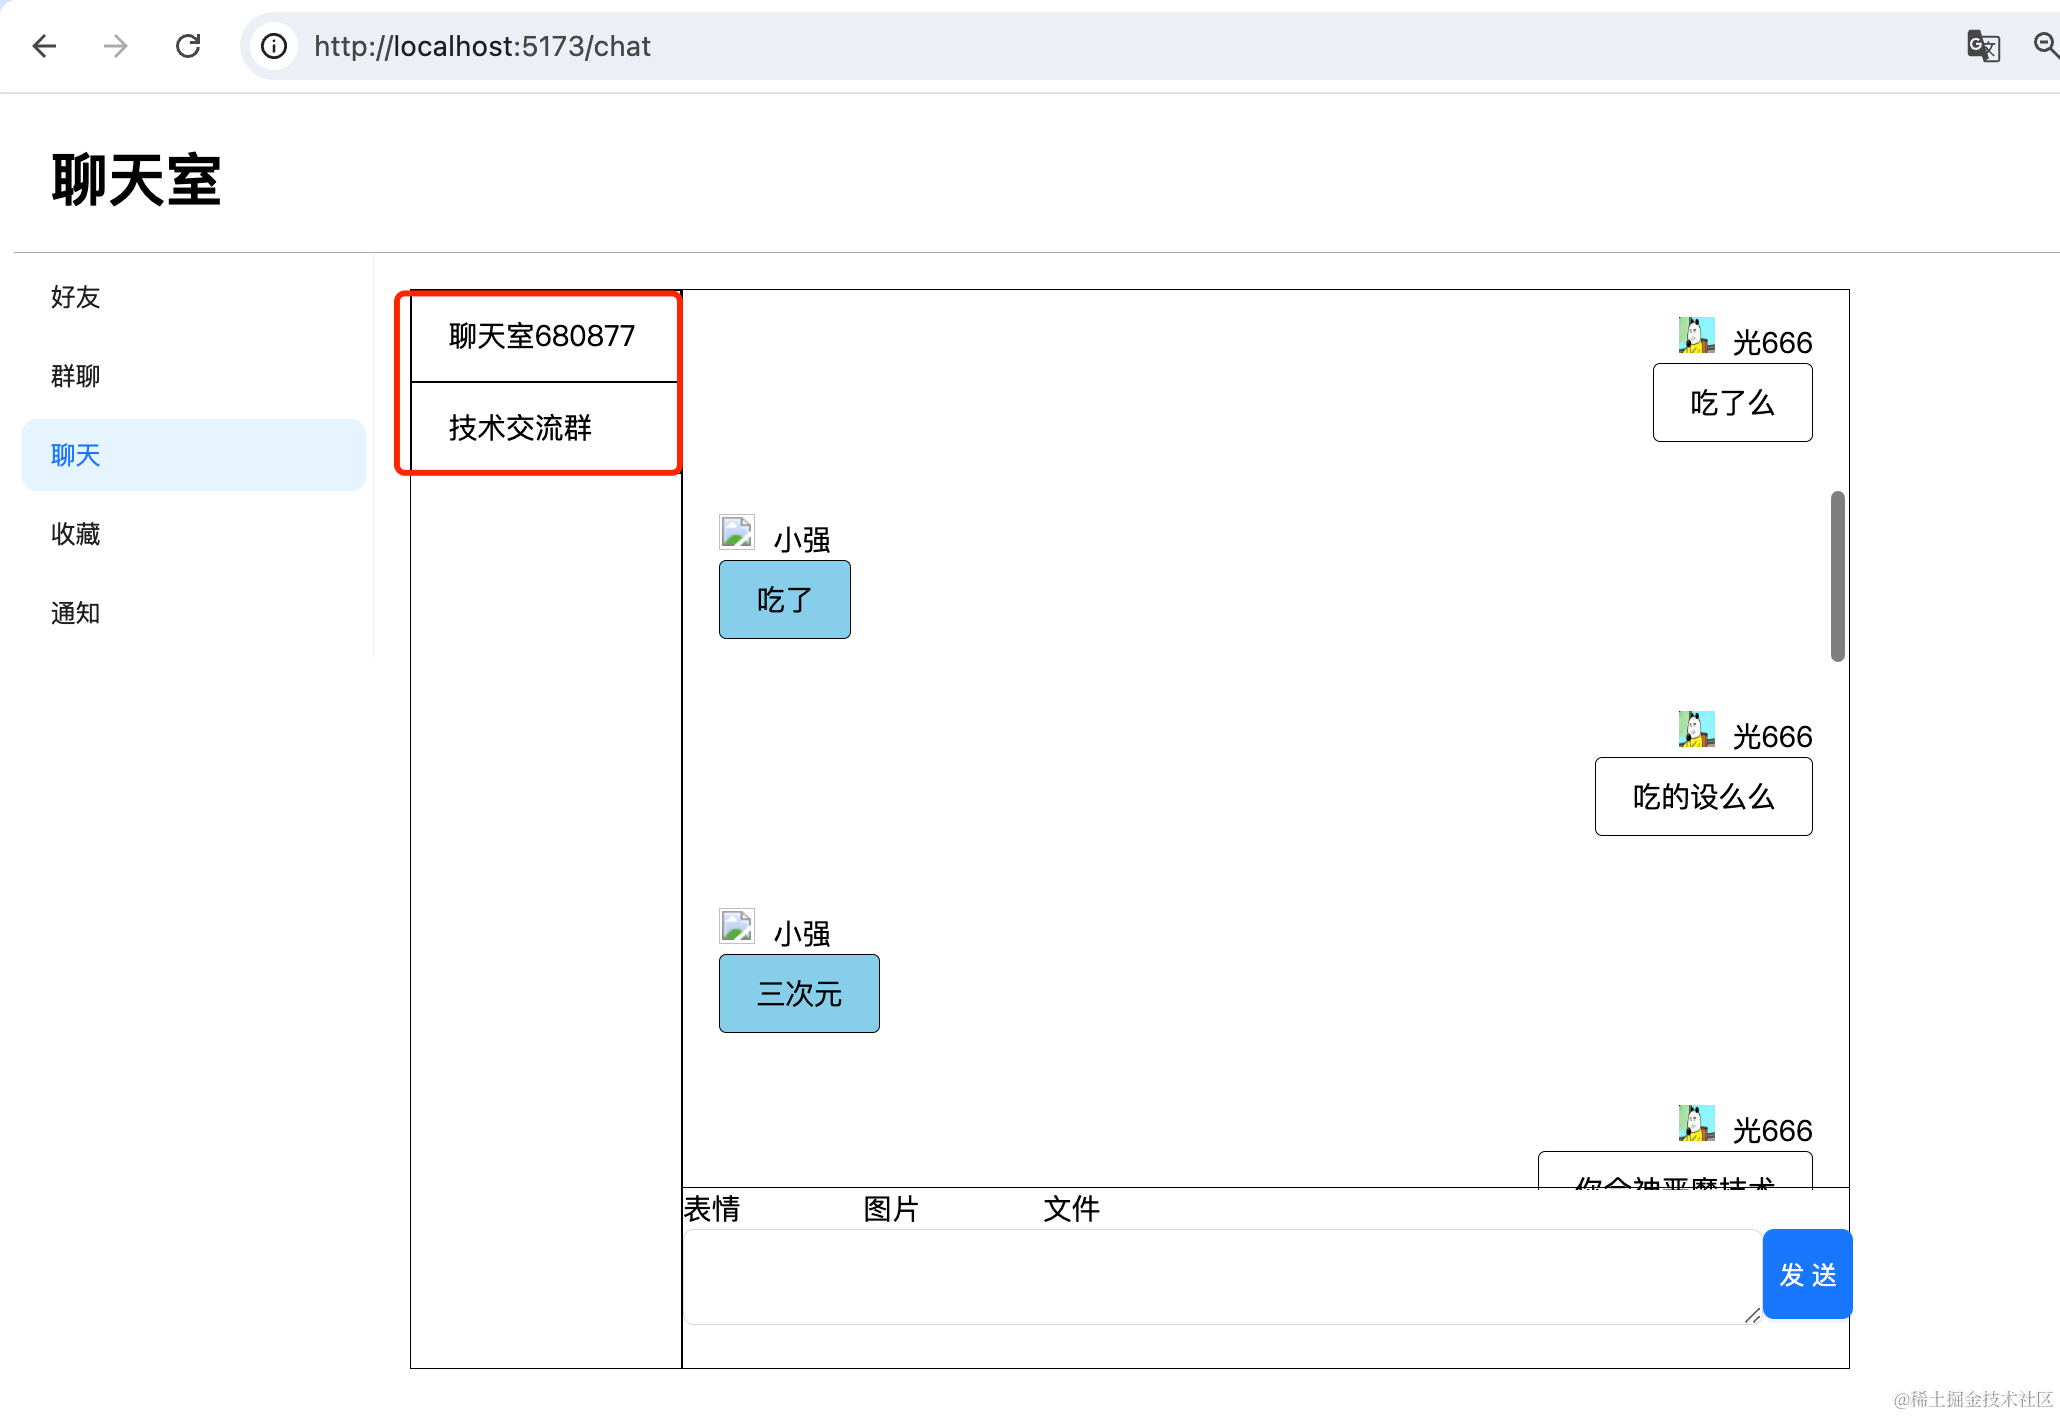 http://localhost:5173/chat
聊天室
好友
群聊
聊天
收藏
通知
聊天室680877
技术交流群
光666
吃了么
小强
吃了
光666
吃的设么么
小强
三次元
光666
表情 图片 文件
发 送
@稀土掘金技术社区